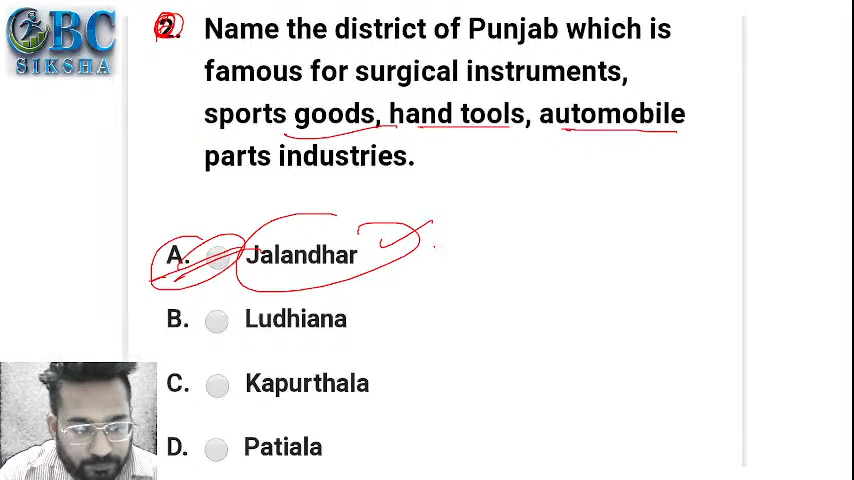 OBC
SIKSHA
2. Name the district of Punjab which is
famous for surgical instruments,
sports goods, hand tools, automobile
parts industries.
A. Jalandhar
B. Ludhiana
C. Kapurthala
D. Patiala